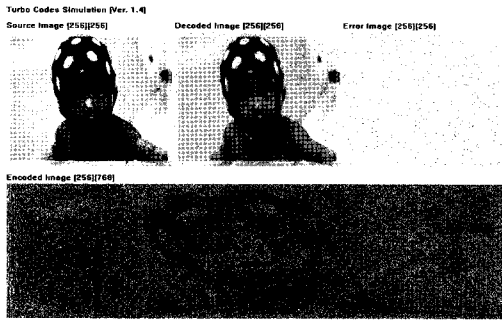 Turbo Codes Simulation [Ver. 1.4]
Source Image [256][256] Decoded Image [256][256] Error Image [256][256]
Encoded Image [256][768]